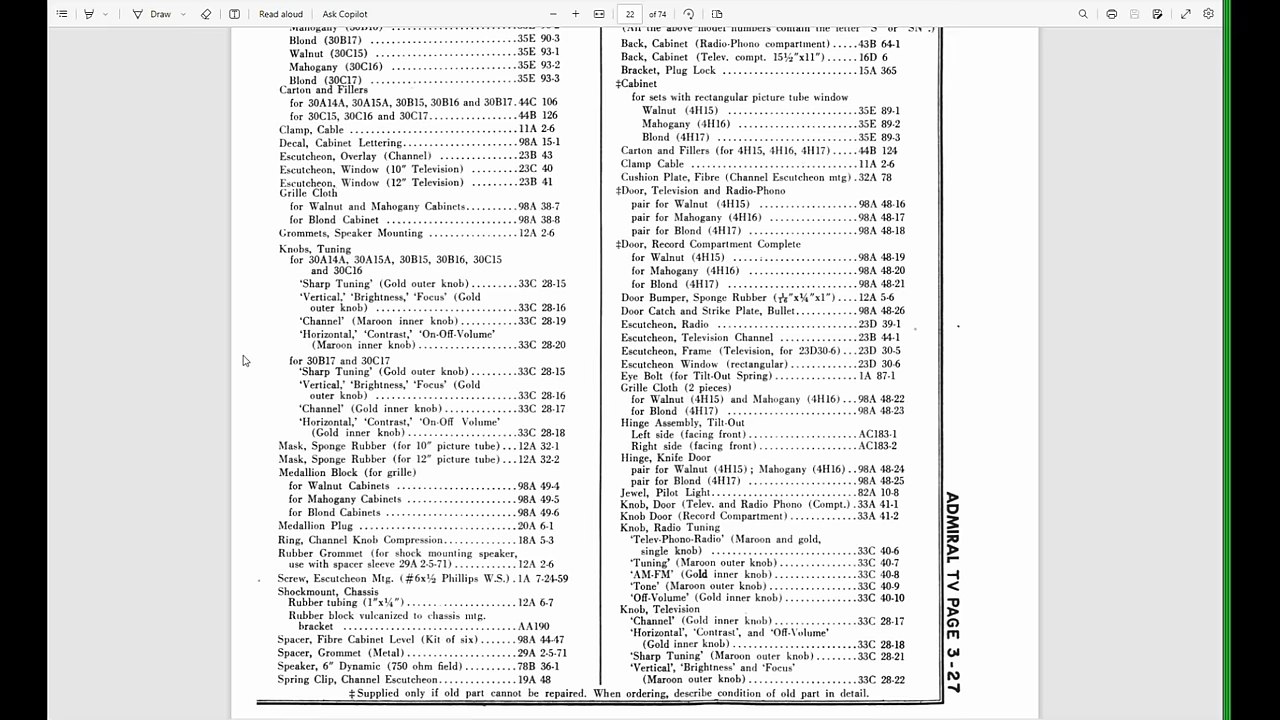 Draw
Read aloud
Ask Copilot
22
of 74
Mahogany (30B16)
Blond (30B17) 35E 90-3
Walnut (30C15) 35E 93-1
Mahogany (30C16) 35E 93-2
Blond (30C17) 35E 93-3
Carton and Fillers
for 30A14A, 30A15A, 30B15, 30B16 and 30B17. 44C 106
for 30C15, 30C16 and 30C17 44B 126
Clamp, Cable 11A 2-6
Decal, Cabinet Lettering 98A 15-1
Escutcheon, Overlay (Channel) 23B 43
Escutcheon, Window (10" Television) 23C 40
Escutcheon, Window (12" Television) 23B 41
Grille Cloth
for Walnut and Mahogany Cabinets 98A 38-7
for Blond Cabinet 98A 38-8
Grommets, Speaker Mounting 12A 2-6
Knobs, Tuning
for 30A14A, 30A15A, 30B15, 30B16, 30C15
and 30C16
'Sharp Tuning' (Gold outer knob) 33C 28-15
'Vertical,' 'Brightness,' 'Focus' (Gold
outer knob) 33C 28-16
'Channel' (Maroon inner knob) 33C 28-19
'Horizontal,' 'Contrast,' 'On-Off-Volume'
(Maroon inner knob) 33C 28-20
for 30B17 and 30C17
'Sharp Tuning' (Gold outer knob) 33C 28-15
'Vertical,' 'Brightness,' 'Focus' (Gold
outer knob) 33C 28-16
'Channel' (Gold inner knob) 33C 28-17
'Horizontal,' 'Contrast,' 'On-Off Volume'
(Gold inner knob) 33C 28-18
Mask, Sponge Rubber (for 10" picture tube) 12A 32-1
Mask, Sponge Rubber (for 12" picture tube) 12A 32-2
Medallion Block (for grille)
for Walnut Cabinets 98A 49-4
for Mahogany Cabinets 98A 49-5
for Blond Cabinets 98A 49-6
Medallion Plug 20A 6-1
Ring, Channel Knob Compression 18A 5-3
Rubber Grommet (for shock mounting speaker,
use with spacer sleeve 29A 2-5-71) 12A 2-6
Screw, Escutcheon Mtg. (#6x½ Phillips W.S.) . 1A 7-24-59
Shockmount, Chassis
Rubber tubing (1"x¼") 12A 6-7
Rubber block vulcanized to chassis mtg.
bracket AA190
Spacer, Fibre Cabinet Level (Kit of six) 98A 44-47
Spacer, Grommet (Metal) 29A 2-5-71
Speaker, 6" Dynamic (750 ohm field) 78B 36-1
Spring Clip, Channel Escutcheon 19A 48
(All the above model numbers contain the letter "S" or "SN".)
Back, Cabinet (Radio-Phono compartment) 43B 64-1
Back, Cabinet (Telev. compt. 15½"x11") 16D 6
Bracket, Plug Lock 15A 365
‡Cabinet
for sets with rectangular picture tube window
Walnut (4H15) 35E 89-1
Mahogany (4H16) 35E 89-2
Blond (4H17) 35E 89-3
Carton and Fillers (for 4H15, 4H16, 4H17) 44B 124
Clamp Cable 11A 2-6
Cushion Plate, Fibre (Channel Escutcheon mtg) . 32A 78
‡Door, Television and Radio-Phono
pair for Walnut (4H15) 98A 48-16
pair for Mahogany (4H16) 98A 48-17
pair for Blond (4H17) 98A 48-18
‡Door, Record Compartment Complete
for Walnut (4H15) 98A 48-19
for Mahogany (4H16) 98A 48-20
for Blond (4H17) 98A 48-21
Door Bumper, Sponge Rubber ( x¼"x1") 12A 5-6
Door Catch and Strike Plate, Bullet 98A 48-26
Escutcheon, Radio 23D 39-1
Escutcheon, Television Channel 23B 44-1
Escutcheon, Frame (Television, for 23D30-6) 23D 30-5
Escutcheon Window (rectangular) 23D 30-6
Eye Bolt (for Tilt-Out Spring) 1A 87-1
Grille Cloth (2 pieces)
for Walnut (4H15) and Mahogany (4H16) 98A 48-22
for Blond (4H17) 98A 48-23
Hinge Assembly, Tilt-Out
Left side (facing front) AC183-1
Right side (facing front) AC183-2
Hinge, Knife Door
pair for Walnut (4H15) ; Mahogany (4H16) 98A 48-24
pair for Blond (4H17) 98A 48-25
Jewel, Pilot Light 82A 10-8
Knob, Door (Telev. and Radio Phono (Compt.) . 33A 41-1
Knob Door (Record Compartment) 33A 41-2
Knob, Radio Tuning
'Telev-Phono-Radio' (Maroon and gold,
single knob) 33C 40-6
'Tuning' (Maroon outer knob) 33C 40-7
'AM-FM' (Gold inner knob) 33C 40-8
'Tone' (Maroon outer knob) 33C 40-9
'Off-Volume' (Gold inner knob) 33C 40-10
Knob, Television
'Channel' (Gold inner knob) 33C 28-17
'Horizontal', 'Contrast', and 'Off-Volume'
(Gold inner knob) 33C 28-18
'Sharp Tuning' (Maroon outer knob) 33C 28-21
'Vertical', 'Brightness' and 'Focus'
(Maroon outer knob) 33C 28-22
‡Supplied only if old part cannot be repaired. When ordering, describe condition of old part in detail.
ADMIRAL TV PAGE 3-27